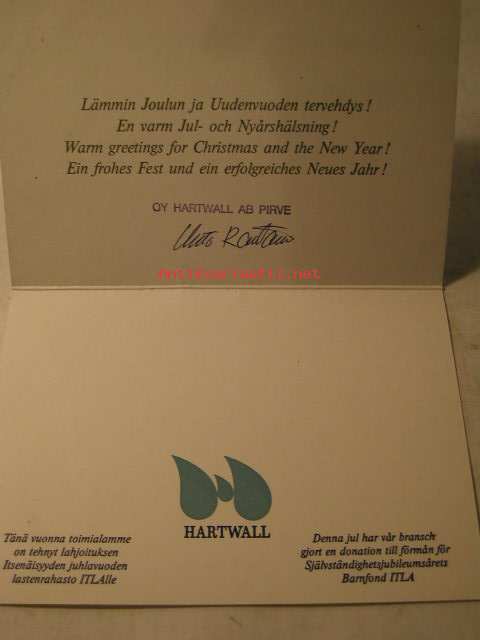 Lämmin Joulun ja Uudenvuoden tervehdys!
En varm Jul- och Nyårshälsning!
Warm greetings for Christmas and the New Year!
Ein frohes Fest und ein erfolgreiches Neues Jahr!
OY HARTWALL AB PIRVE
HARTWALL
Tänä vuonna toimialamme
on tehnyt lahjoituksen
Itsenäisyyden juhlavuoden
lastenrahasto ITLAlle
Denna jul har vår bransch
gjort en donation till förmån för
Självständighetsjubileumsårets
Barnfond ITLA